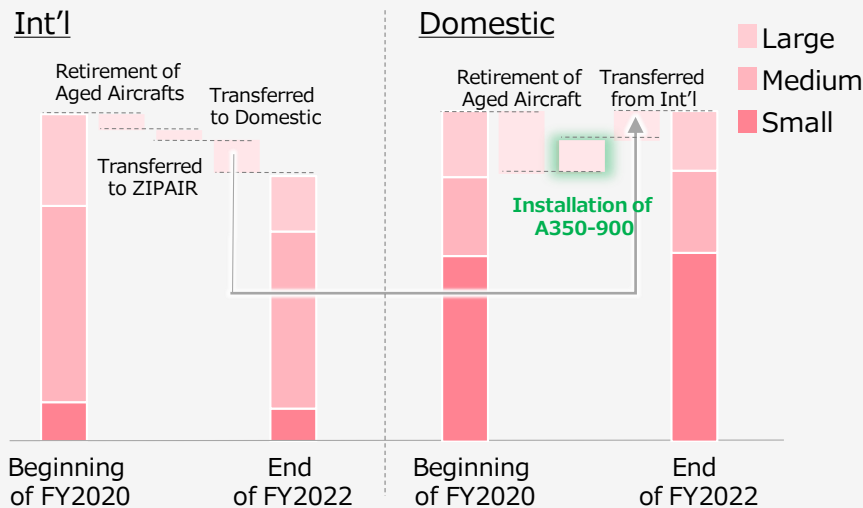 Int'l
Retirement of
Aged Aircrafts
Transferred
to Domestic
Transferred
to ZIPAIR
Beginning
of FY2020
End
of FY2022
Domestic
Retirement of
Aged Aircraft
Transferred
from Int'l
Installation of
A350-900
Beginning
of FY2020
End
of FY2022
Large
Medium
Small